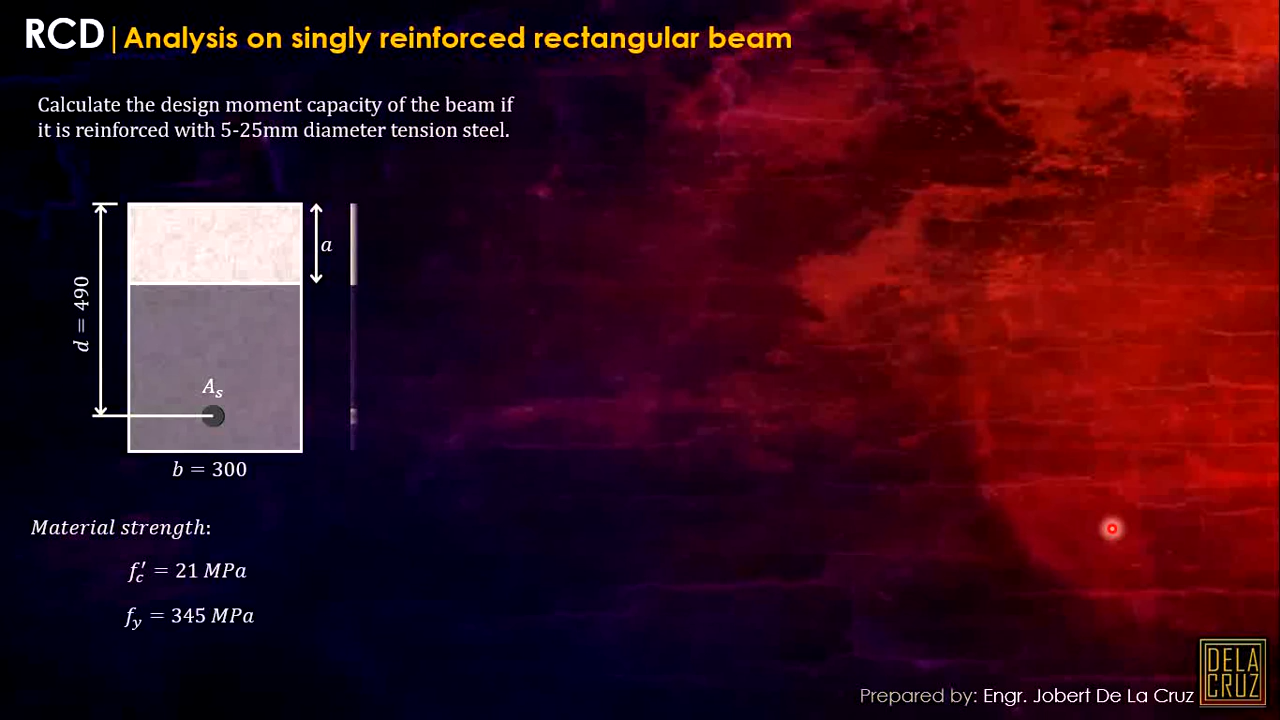 RCD | Analysis on singly reinforced rectangular beam
Calculate the design moment capacity of the beam if
it is reinforced with 5-25mm diameter tension steel.
a
d = 490
A_s
b = 300
Material strength:
f_c' = 21 MPa
f_y = 345 MPa
Prepared by: Engr. Jobert De La Cruz
DELA
CRUZ